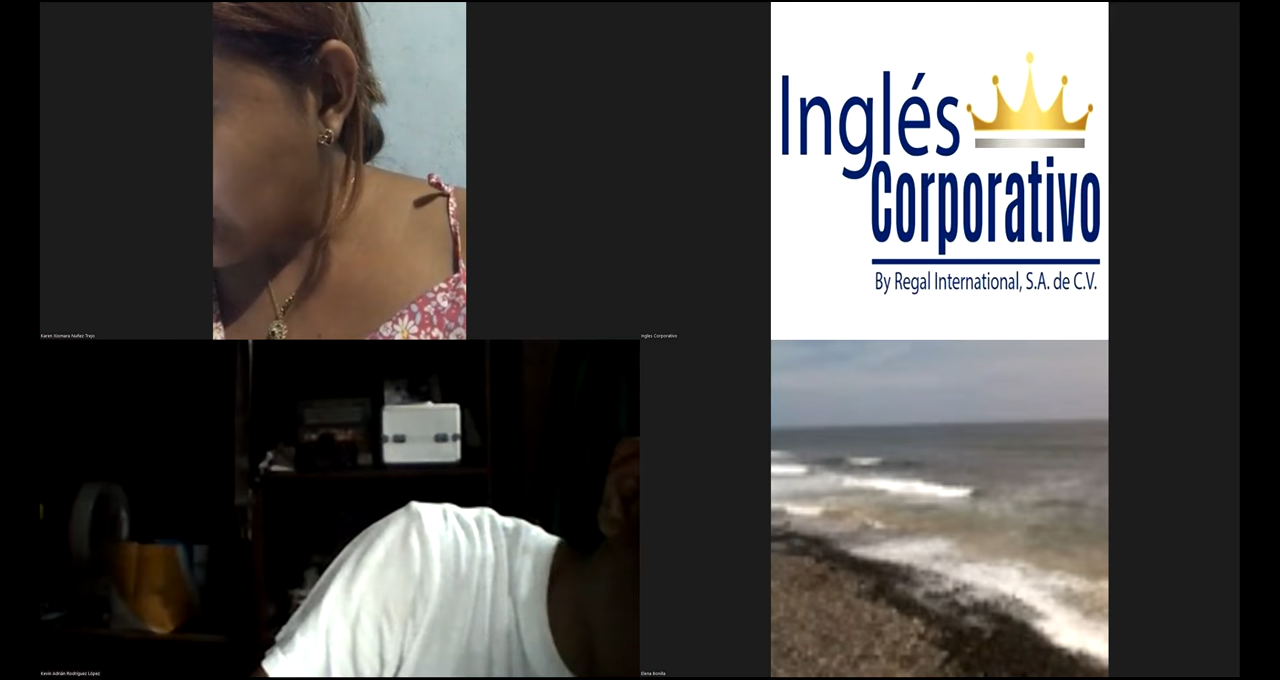 Inglés
Corporativo
By Regal International, S.A. de C.V.
Karen Xiomara Nuñez Trejo
Ingles Corporativo
Kevin Adrián Rodríguez López
Elena Bonilla